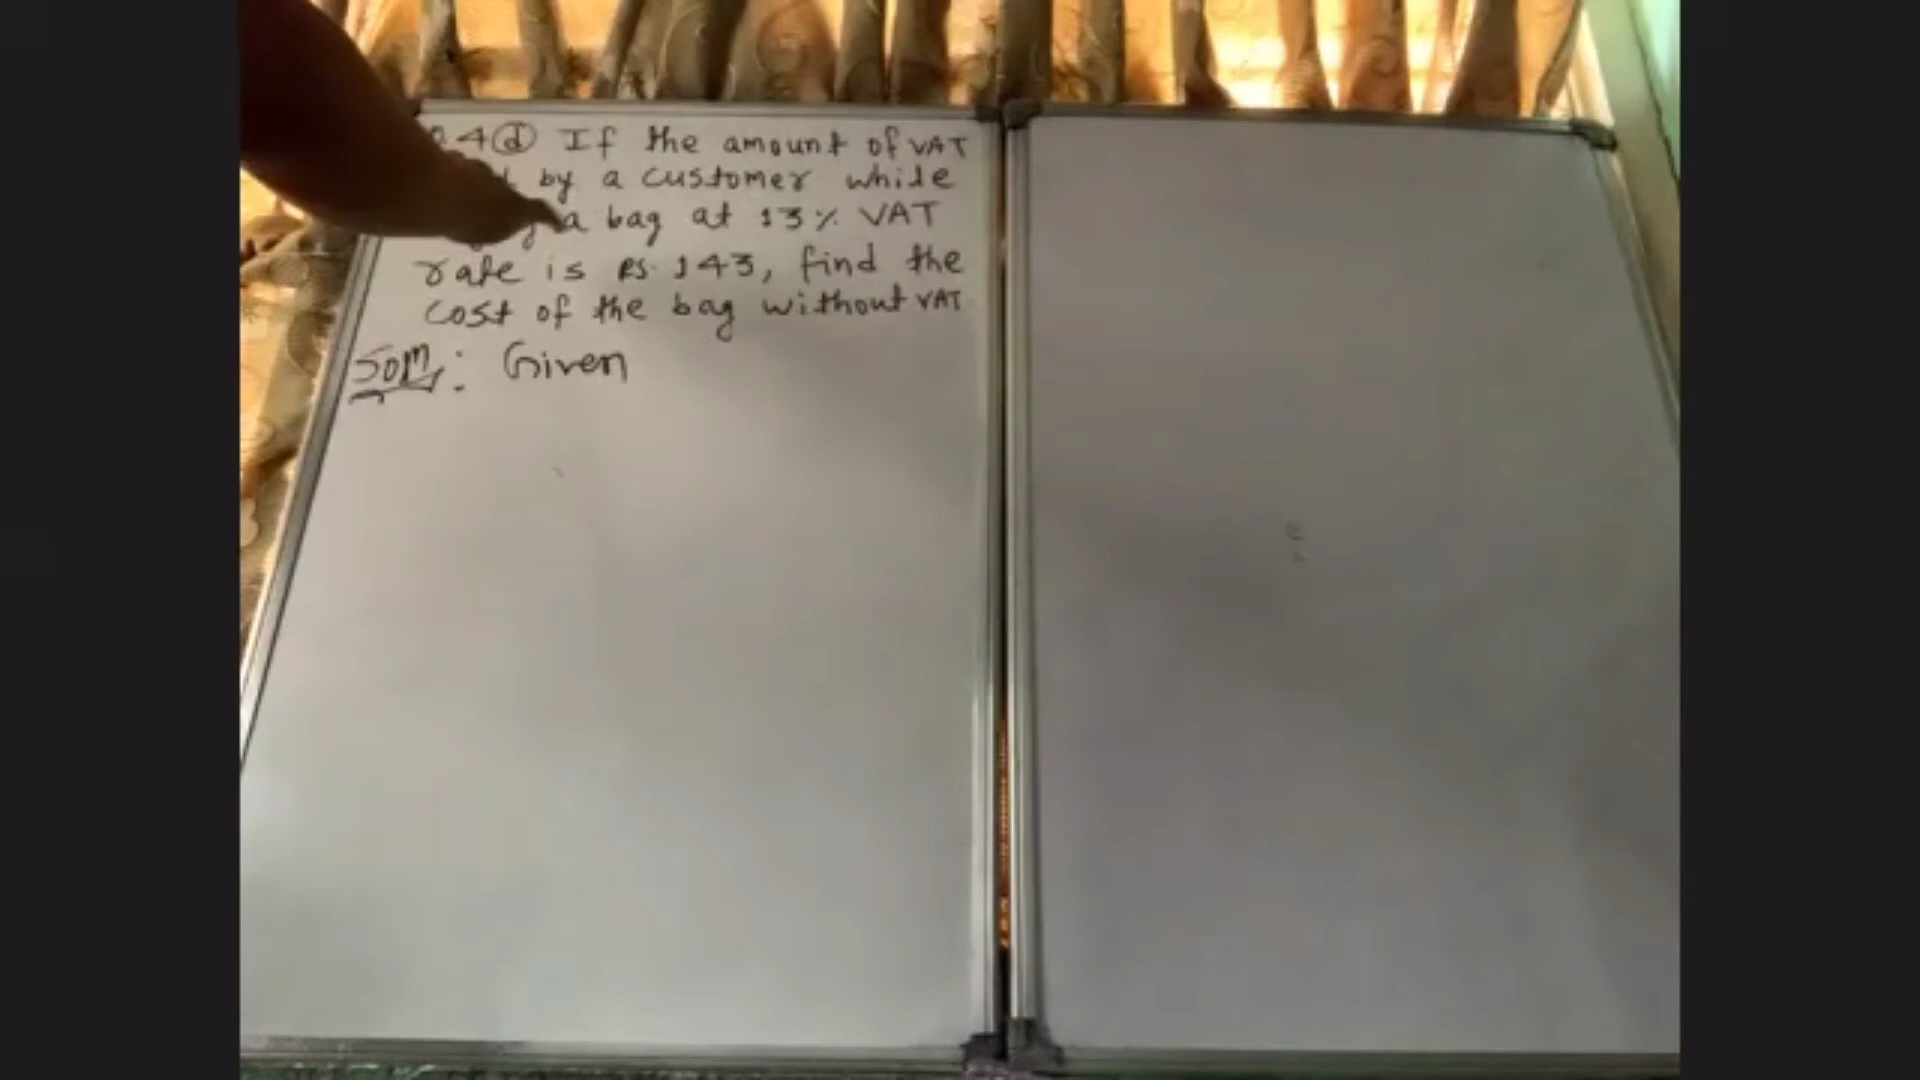 4 (d) If the amount of VAT
by a customer while
a bag at 13% VAT
rate is RS. 143, find the
cost of the bag without VAT
Soln: Given